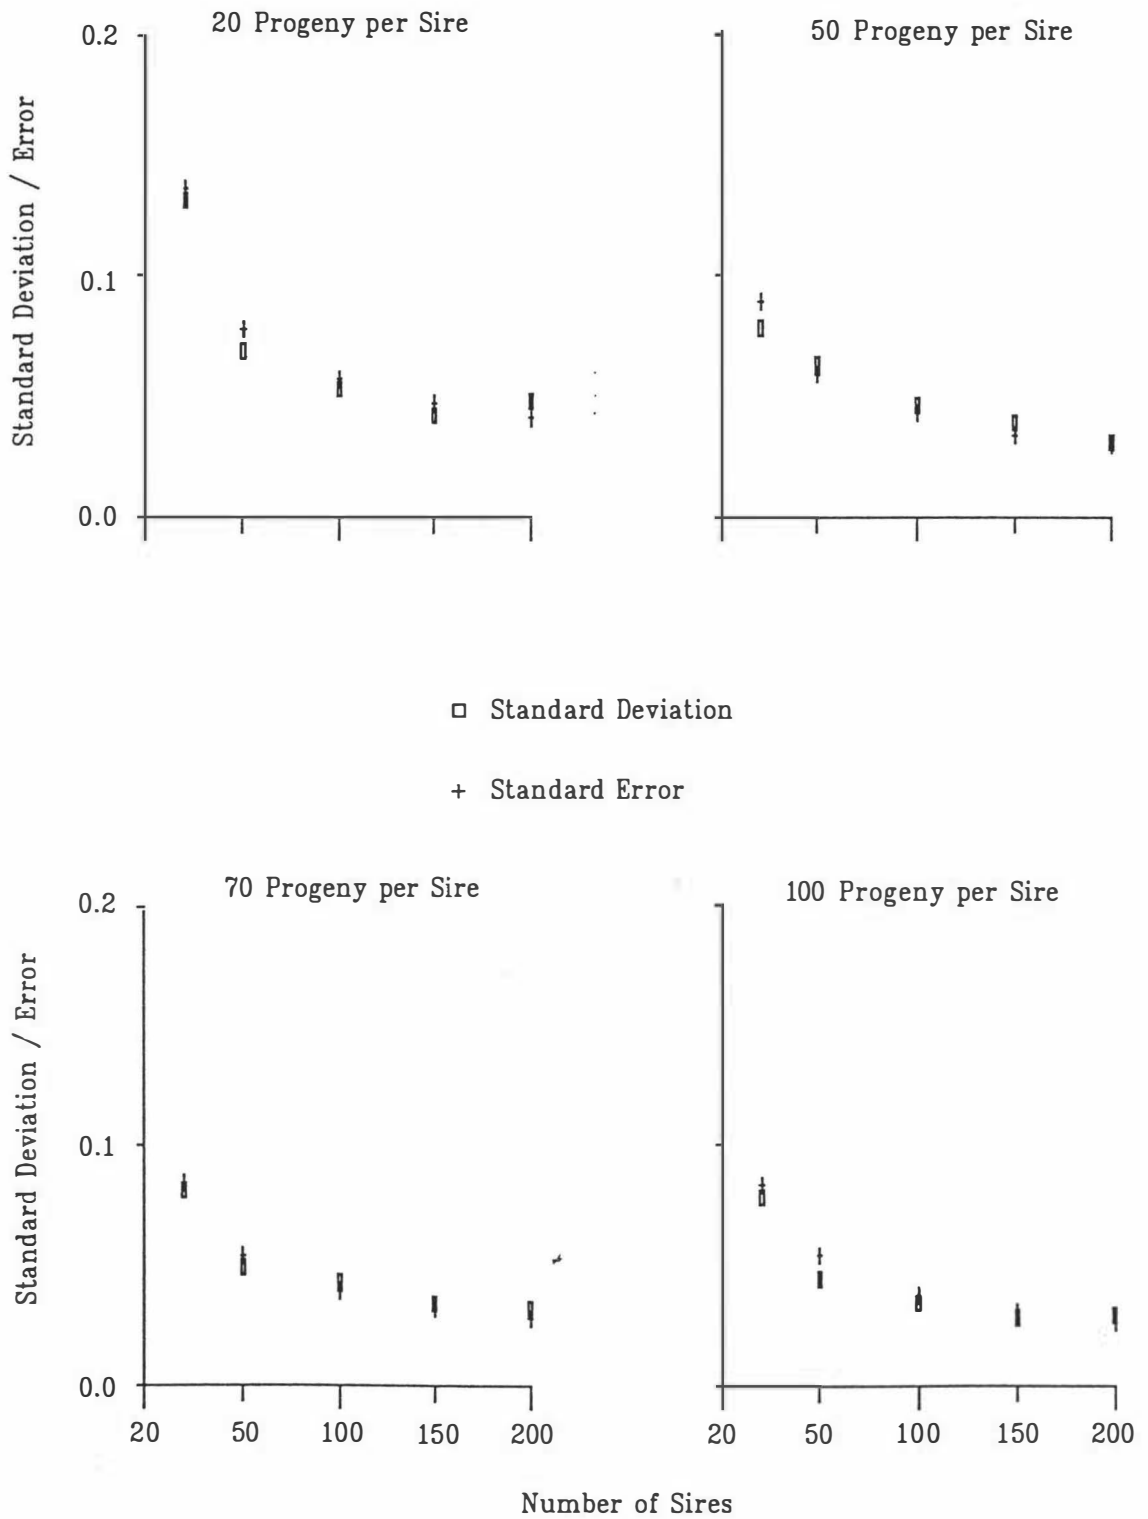 20 Progeny per Sire
50 Progeny per Sire
0.2
0.1
0.0
Standard Deviation / Error
Standard Deviation
Standard Error
70 Progeny per Sire
100 Progeny per Sire
0.2
0.1
0.0
Standard Deviation / Error
20 50 100 150 200
20 50 100 150 200
Number of Sires